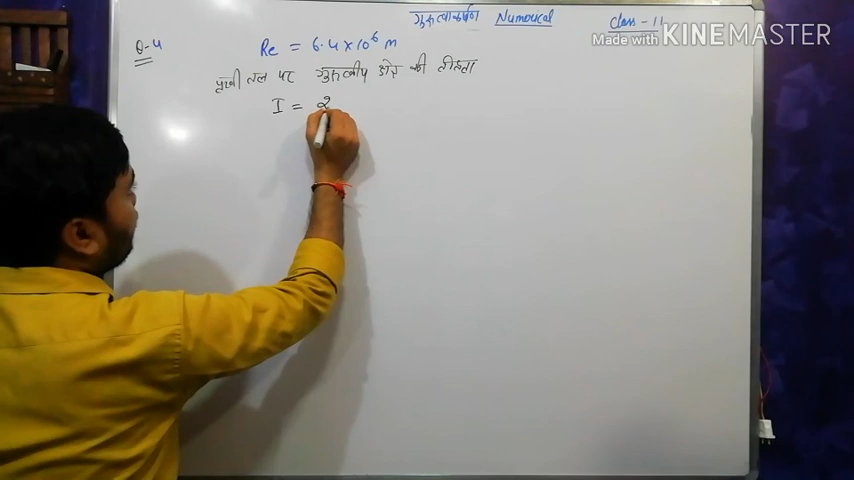 गुरुत्वाकर्षण Numerical Class - 11
Made with KINEMASTER
Q-4 Re = 6.4 × 10⁶ m
पृथ्वी तल पर गुरुत्वीय क्षेत्र की तीव्रता
I = 2